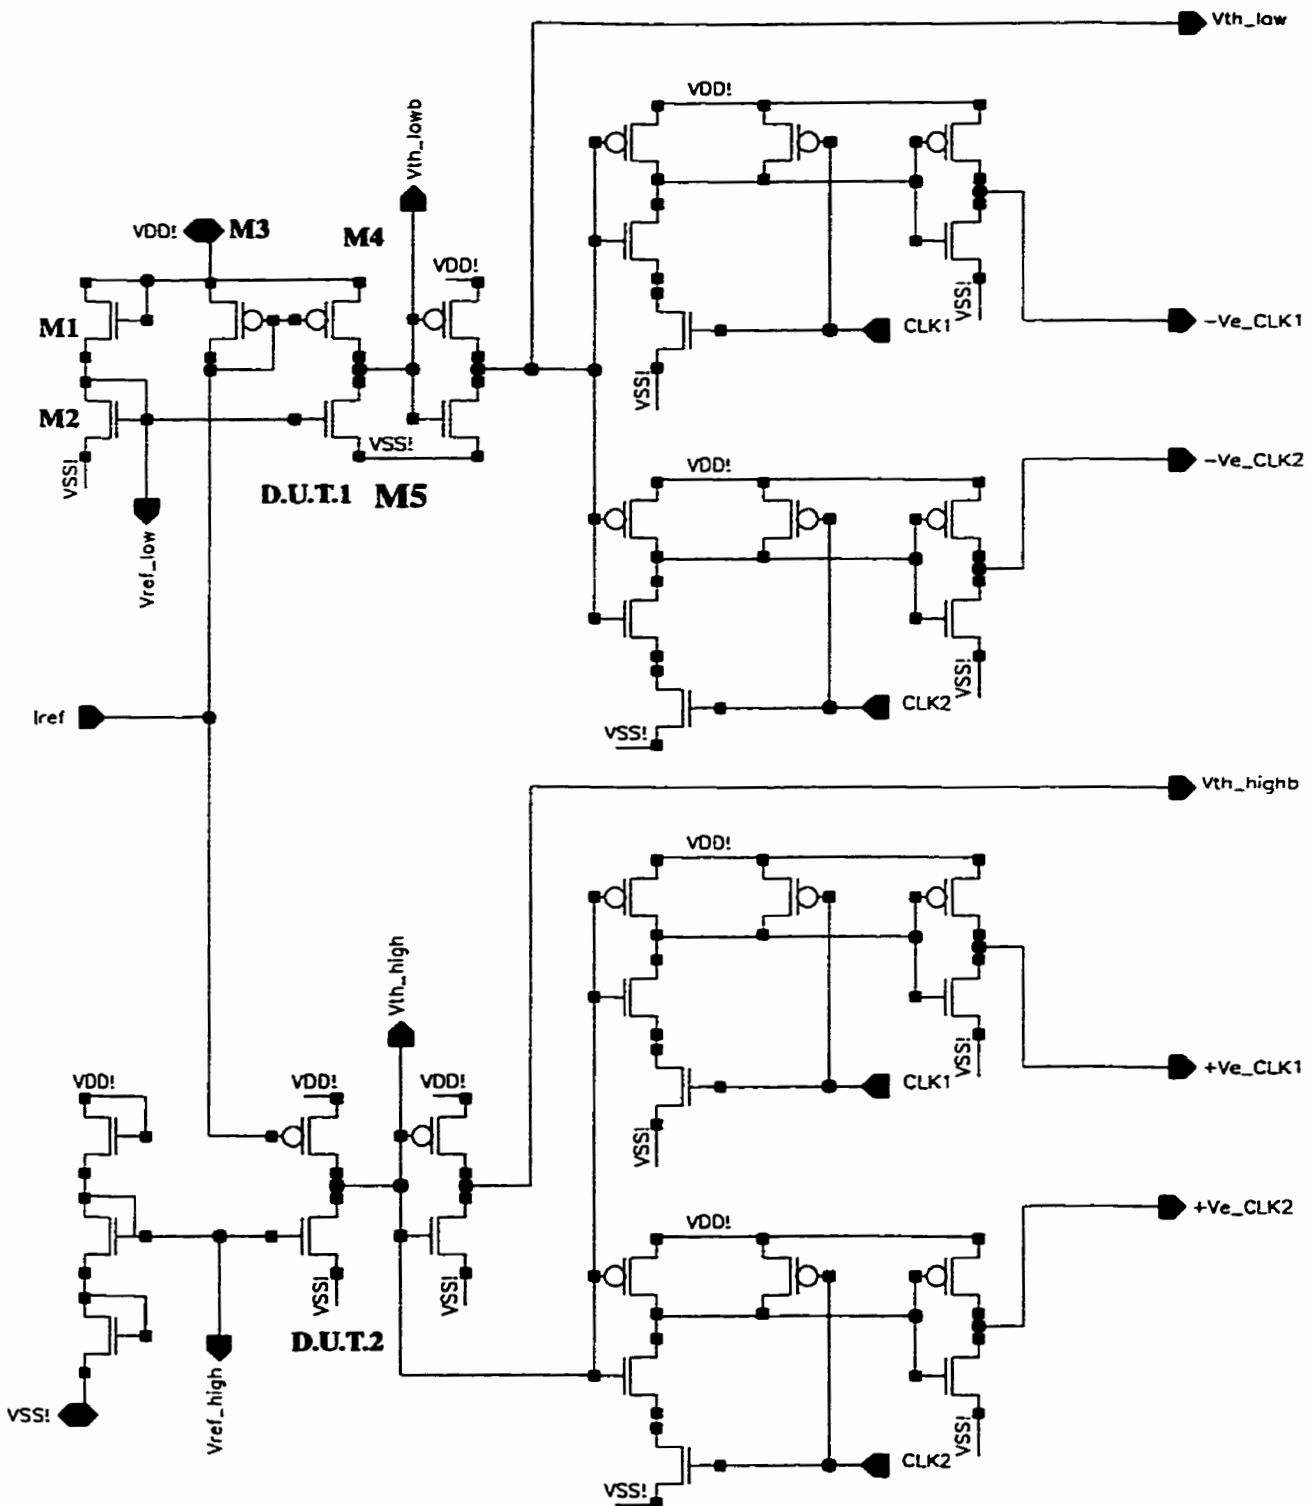 Vth_low
VDD!
Vth_lowb
VDD!
M3
M4
VDD!
M1
CLK1
VSS!
-Ve_CLK1
VSS!
M2
VSS!
VSS!
-Ve_CLK2
VDD!
D.U.T.1
M5
Vref_low
VSS!
Iref
CLK2
VSS!
Vth_highb
VDD!
Vth_high
VSS!
+Ve_CLK1
VDD!
VDD!
VDD!
CLK1
VSS!
+Ve_CLK2
VDD!
VSS!
VSS!
D.U.T.2
Vref_high
VSS!
CLK2
VSS!
VSS!